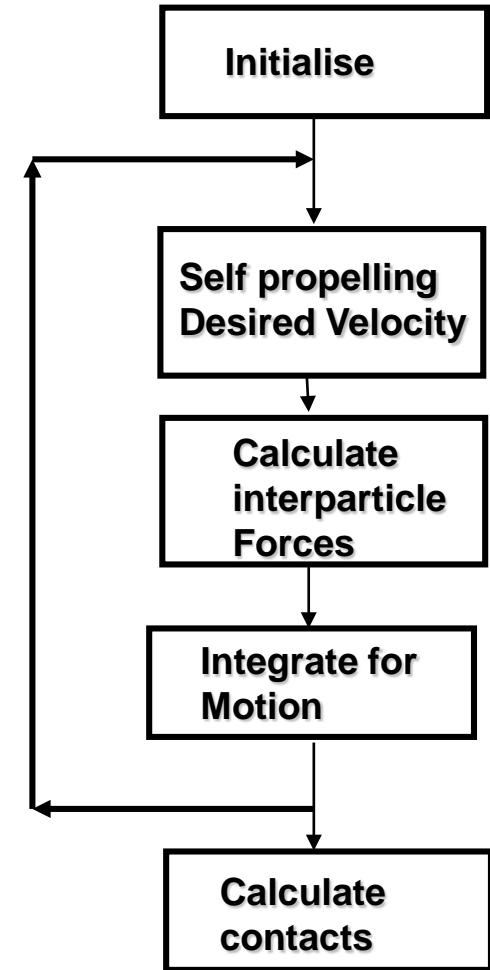 Initialise
Self propelling
Desired Velocity
Calculate
interparticle
Forces
Integrate for
Motion
Calculate
contacts